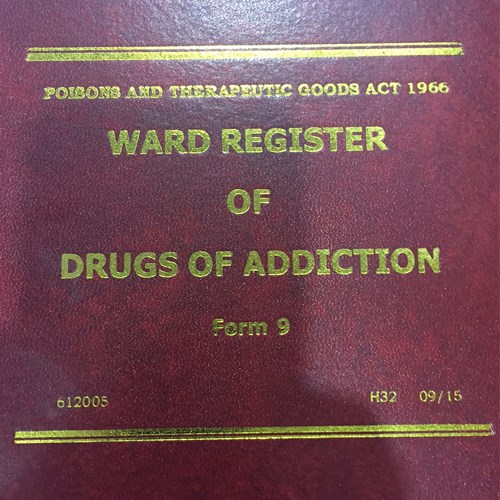 POISONS AND THERAPEUTIC GOODS ACT 1966
WARD REGISTER
OF
DRUGS OF ADDICTION
Form 9
612005 H32 09/15